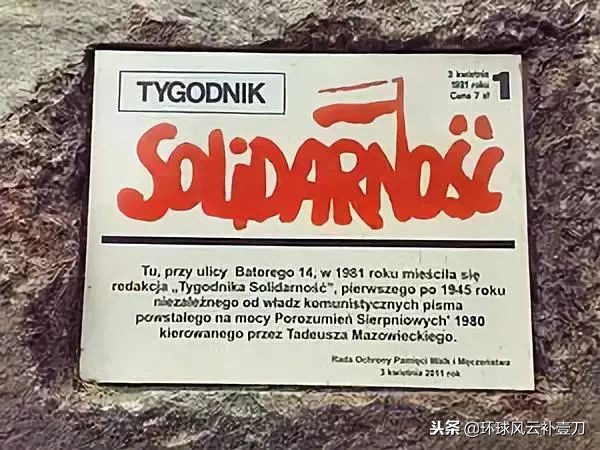 TYGODNIK
3 kwietnia
1981 roku
Cena 7 zł
1
SOLiDARNOŚĆ
Tu, przy ulicy Batorego 14, w 1981 roku mieściła się
redakcja „Tygodnika Solidarność", pierwszego po 1945 roku
niezależnego od władz komunistycznych pisma
powstałego na mocy Porozumień Sierpniowych' 1980
kierowanego przez Tadeusza Mazowieckiego.
Rada Ochrony Pamięci Walk i Męczeństwa
3 kwietnia 2011 rok
头条 @环球风云补壹刀